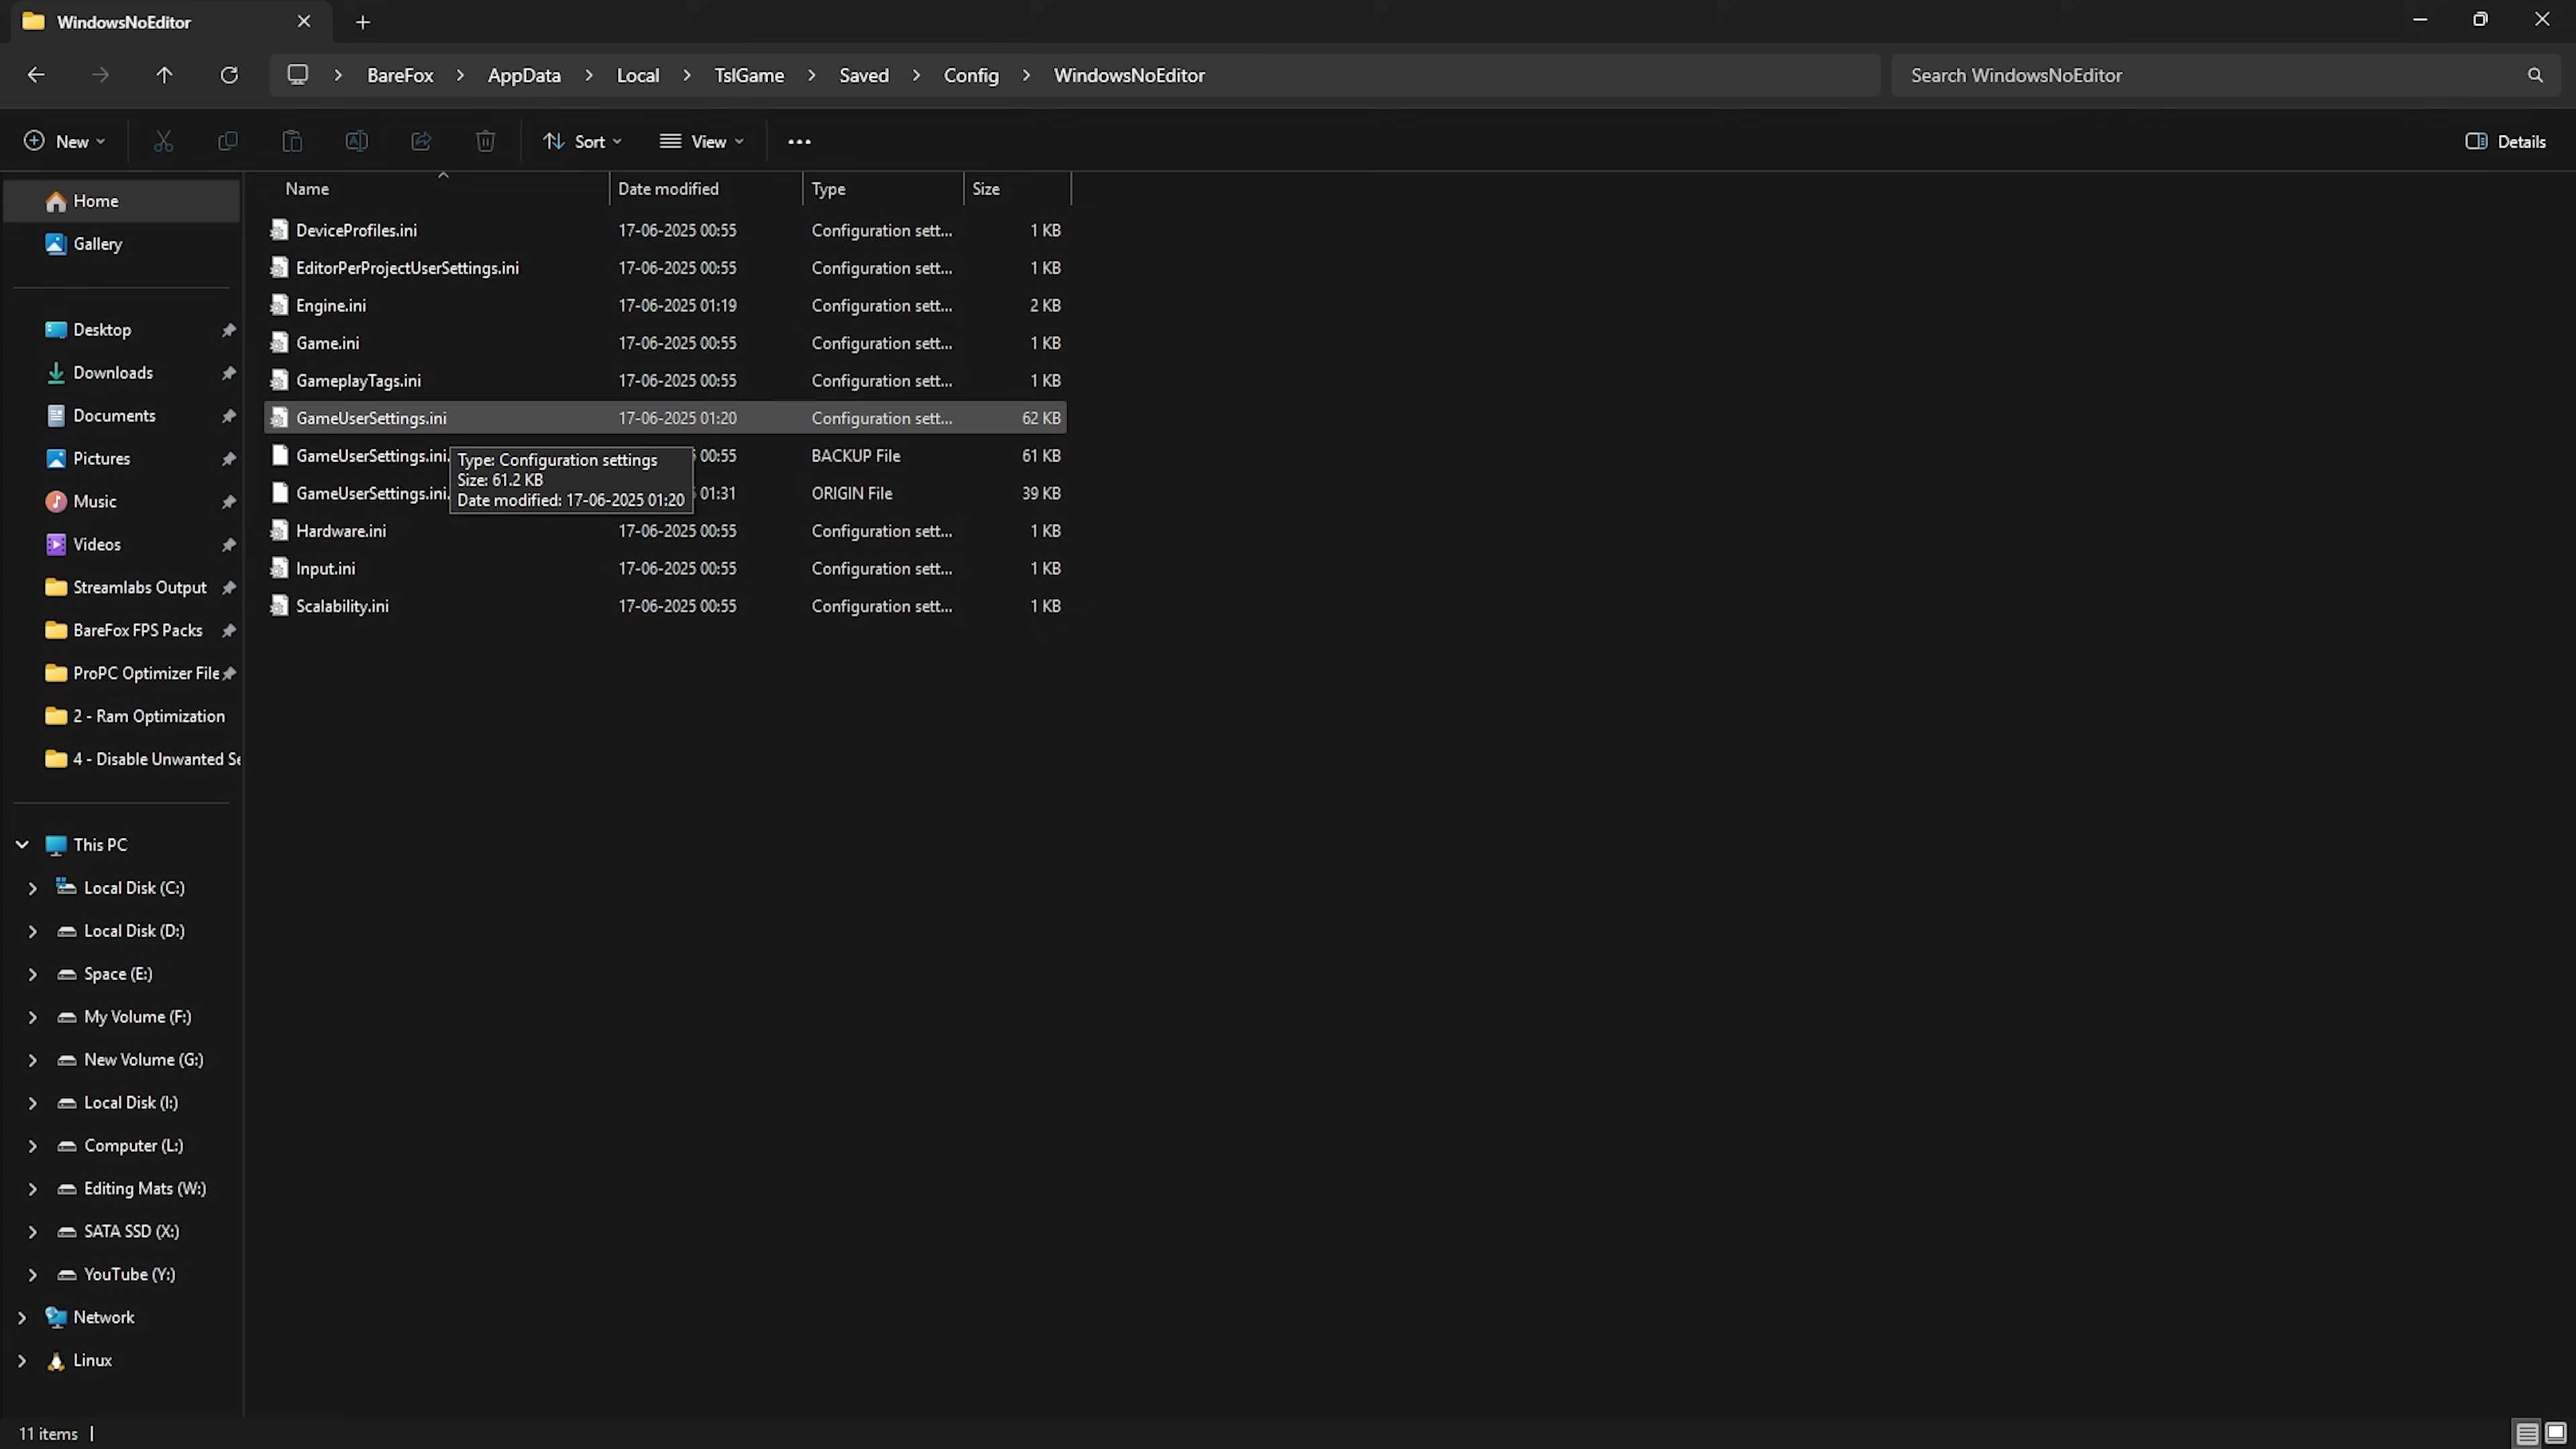 WindowsNoEditor
BareFox > AppData > Local > TslGame > Saved > Config > WindowsNoEditor
Search WindowsNoEditor
New
Sort
View
Details
Name Date modified Type Size
DeviceProfiles.ini 17-06-2025 00:55 Configuration sett... 1 KB
EditorPerProjectUserSettings.ini 17-06-2025 00:55 Configuration sett... 1 KB
Engine.ini 17-06-2025 01:19 Configuration sett... 2 KB
Game.ini 17-06-2025 00:55 Configuration sett... 1 KB
GameplayTags.ini 17-06-2025 00:55 Configuration sett... 1 KB
GameUserSettings.ini 17-06-2025 01:20 Configuration sett... 62 KB
GameUserSettings.ini. 00:55 BACKUP File 61 KB
GameUserSettings.ini. 01:31 ORIGIN File 39 KB
Type: Configuration settings
Size: 61.2 KB
Date modified: 17-06-2025 01:20
Hardware.ini 17-06-2025 00:55 Configuration sett... 1 KB
Input.ini 17-06-2025 00:55 Configuration sett... 1 KB
Scalability.ini 17-06-2025 00:55 Configuration sett... 1 KB
Home
Gallery
Desktop
Downloads
Documents
Pictures
Music
Videos
Streamlabs Output
BareFox FPS Packs
ProPC Optimizer File
2 - Ram Optimization
4 - Disable Unwanted Se
This PC
Local Disk (C:)
Local Disk (D:)
Space (E:)
My Volume (F:)
New Volume (G:)
Local Disk (I:)
Computer (L:)
Editing Mats (W:)
SATA SSD (X:)
YouTube (Y:)
Network
Linux
11 items